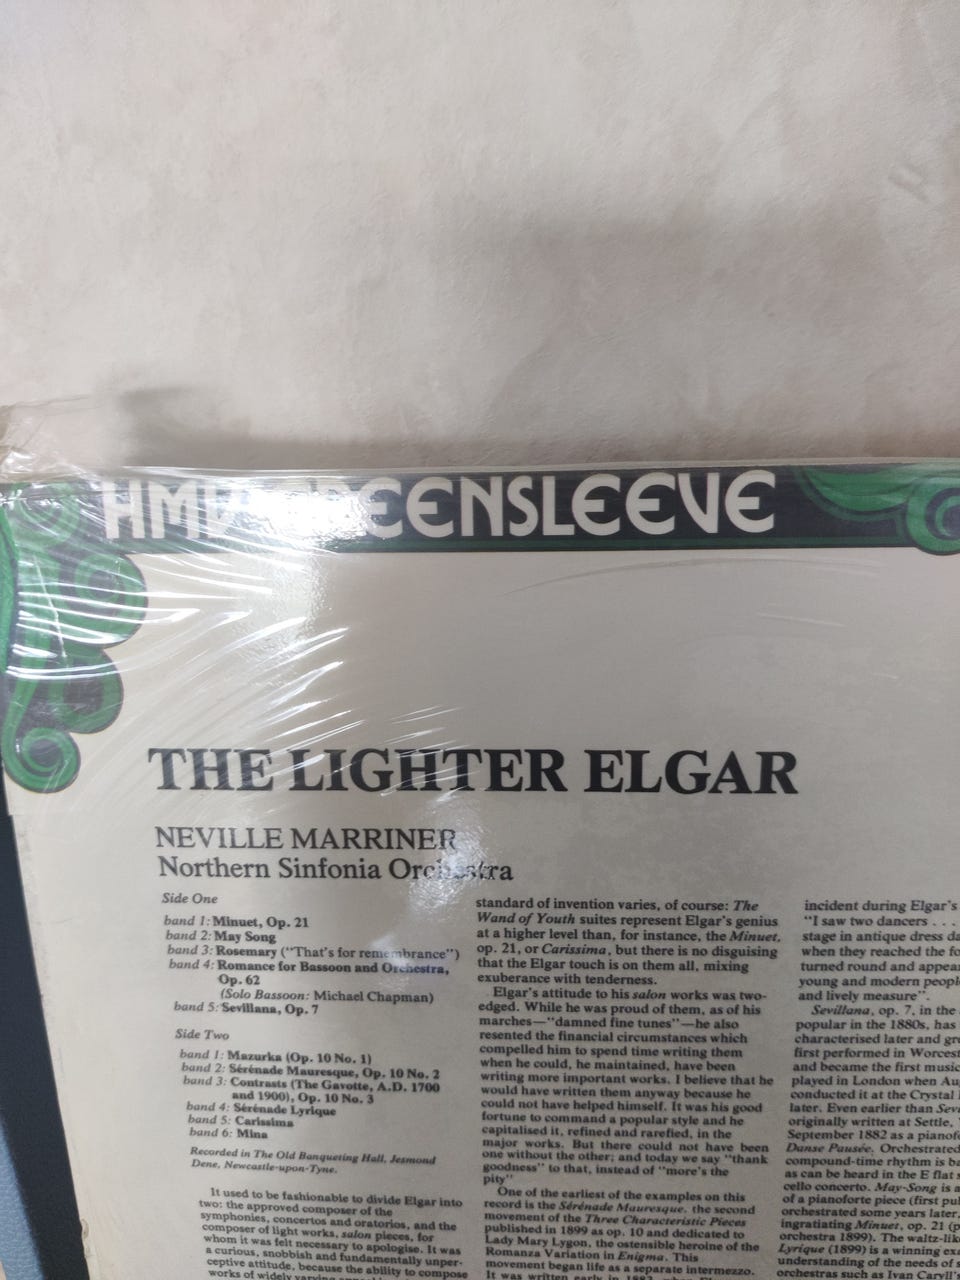 HMV GREENSLEEVE
THE LIGHTER ELGAR
NEVILLE MARRINER
Northern Sinfonia Orchestra
Side One
band 1: Minuet, Op. 21
band 2: May Song
band 3: Rosemary ("That's for remembrance")
band 4: Romance for Bassoon and Orchestra,
Op. 62
(Solo Bassoon: Michael Chapman)
band 5: Sevillana, Op. 7
Side Two
band 1: Mazurka (Op. 10 No. 1)
band 2: Sérénade Mauresque, Op. 10 No. 2
band 3: Contrasts (The Gavotte, A.D. 1700
and 1900), Op. 10 No. 3
band 4: Sérénade Lyrique
band 5: Carissima
band 6: Mina
Recorded in The Old Banqueting Hall, Jesmond
Dene, Newcastle-upon-Tyne.
It used to be fashionable to divide Elgar into
two: the approved composer of the
symphonies, concertos and oratorios, and the
composer of light works, salon pieces, for
whom it was felt necessary to apologise. It was
a curious, snobbish and fundamentally unper-
ceptive attitude, because the ability to compose
works of widely varying
standard of invention varies, of course: The
Wand of Youth suites represent Elgar's genius
at a higher level than, for instance, the Minuet,
op. 21, or Carissima, but there is no disguising
that the Elgar touch is on them all, mixing
exuberance with tenderness.
Elgar's attitude to his salon works was two-
edged. While he was proud of them, as of his
marches—"damned fine tunes"—he also
resented the financial circumstances which
compelled him to spend time writing them
when he could, he maintained, have been
writing more important works. I believe that he
would have written them anyway because he
could not have helped himself. It was his good
fortune to command a popular style and he
capitalised it, refined and rarefied, in the
major works. But there could not have been
one without the other; and today we say "thank
goodness" to that, instead of "more's the
pity"
One of the earliest of the examples on this
record is the Sérénade Mauresque, the second
movement of the Three Characteristic Pieces
published in 1899 as op. 10 and dedicated to
Lady Mary Lygon, the ostensible heroine of the
Romanza Variation in Enigma. This
movement began life as a separate intermezzo.
It was written early in 1883
incident during Elgar's
"I saw two dancers . . .
stage in antique dress da
when they reached the fo
turned round and appear
young and modern people
and lively measure".
Sevillana, op. 7, in the
popular in the 1880s, has
characterised later and gr
first performed in Worcest
and became the first music
played in London when Au
conducted it at the Crystal
later. Even earlier than Sev
originally written at Settle,
September 1882 as a pianofo
Danse Pausée. Orchestrated
compound-time rhythm is ba
as can be heard in the E flat s
cello concerto. May-Song is a
of a pianoforte piece (first pul
orchestrated some years later.
ingratiating Minuet, op. 21 (p
orchestra 1899). The waltz-lik
Lyrique (1899) is a winning exa
understanding of the needs of s
orchestras such as Ivan Caryll's